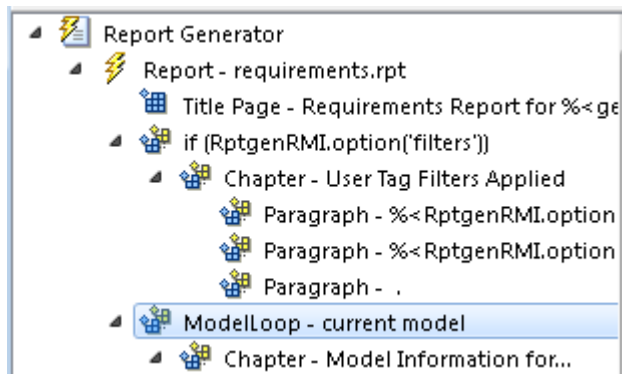 Report Generator
Report - requirements.rpt
Title Page - Requirements Report for %<ge
if (RptgenRMI.option('filters'))
Chapter - User Tag Filters Applied
Paragraph - %<RptgenRMI.option
Paragraph - %<RptgenRMI.option
Paragraph - .
ModelLoop - current model
Chapter - Model Information for...